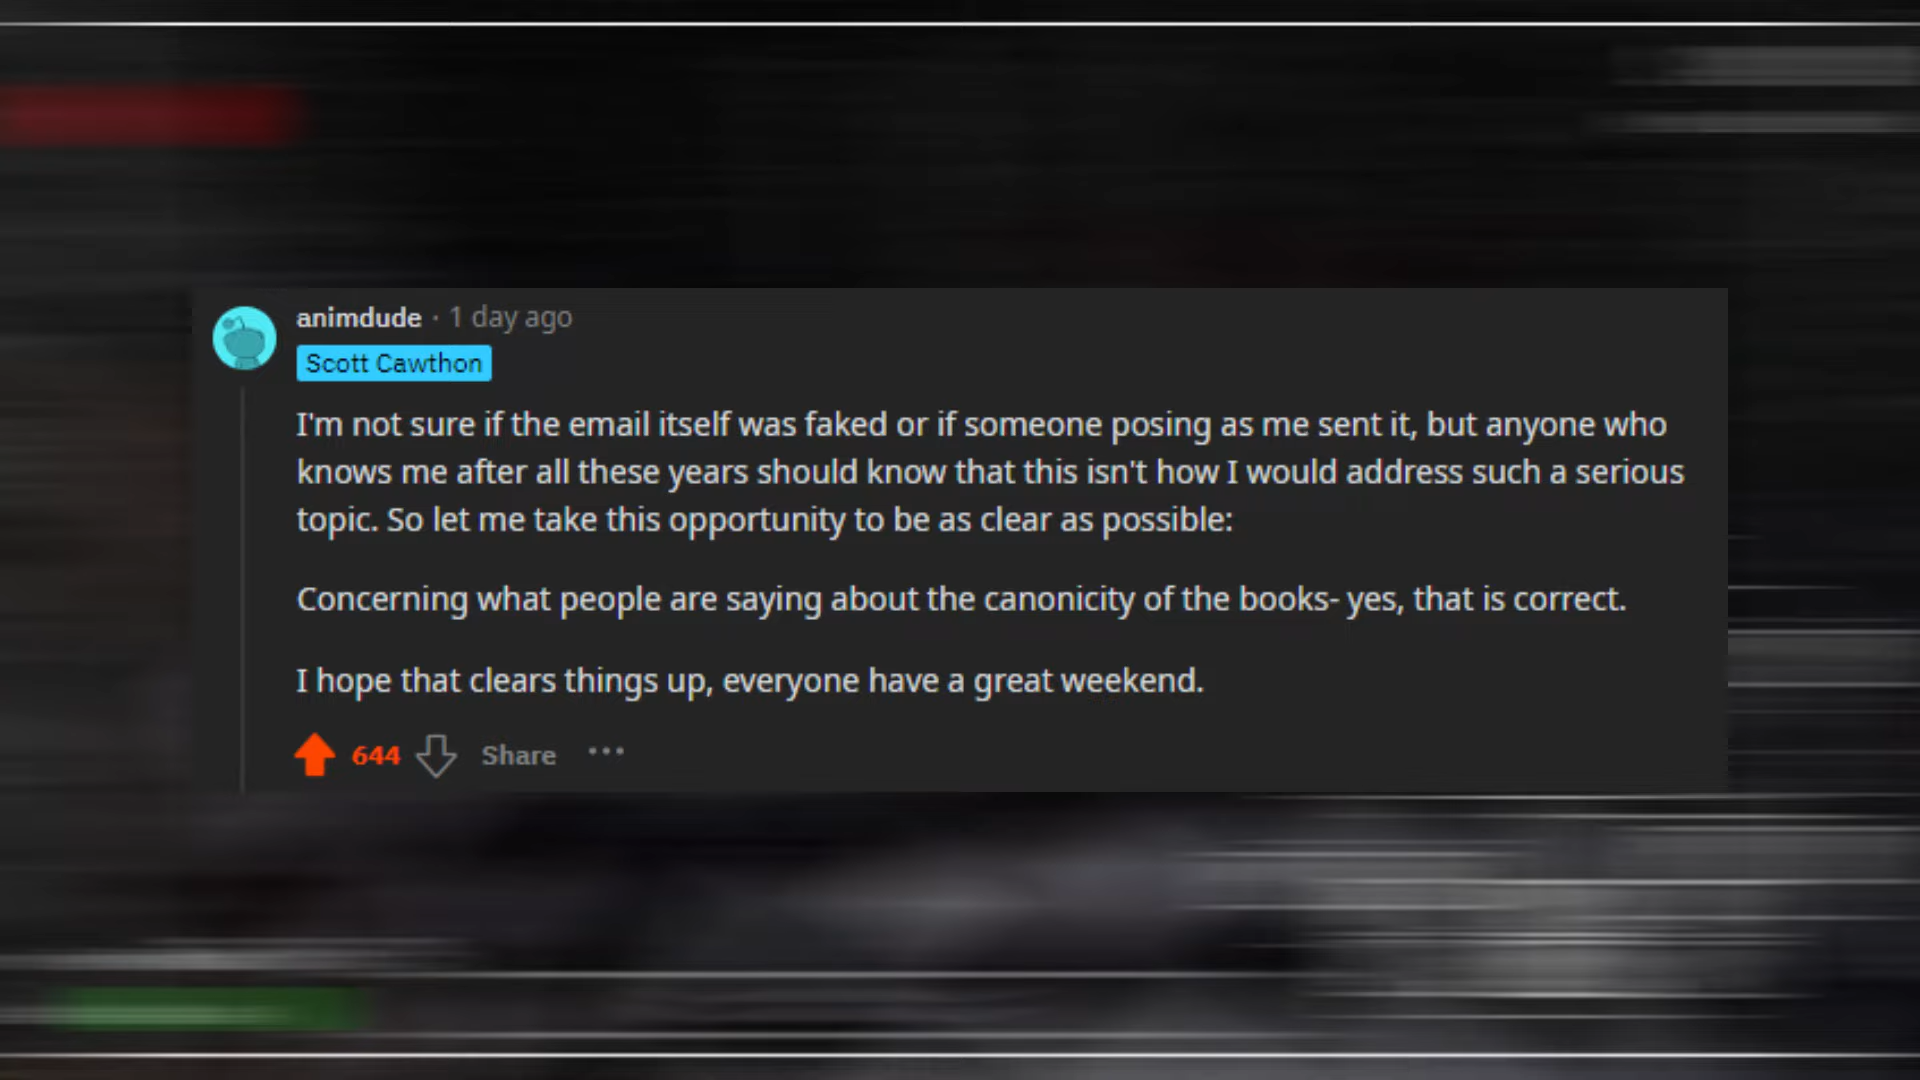 animdude · 1 day ago
Scott Cawthon
I'm not sure if the email itself was faked or if someone posing as me sent it, but anyone who
knows me after all these years should know that this isn't how I would address such a serious
topic. So let me take this opportunity to be as clear as possible:
Concerning what people are saying about the canonicity of the books- yes, that is correct.
I hope that clears things up, everyone have a great weekend.
644 Share ···